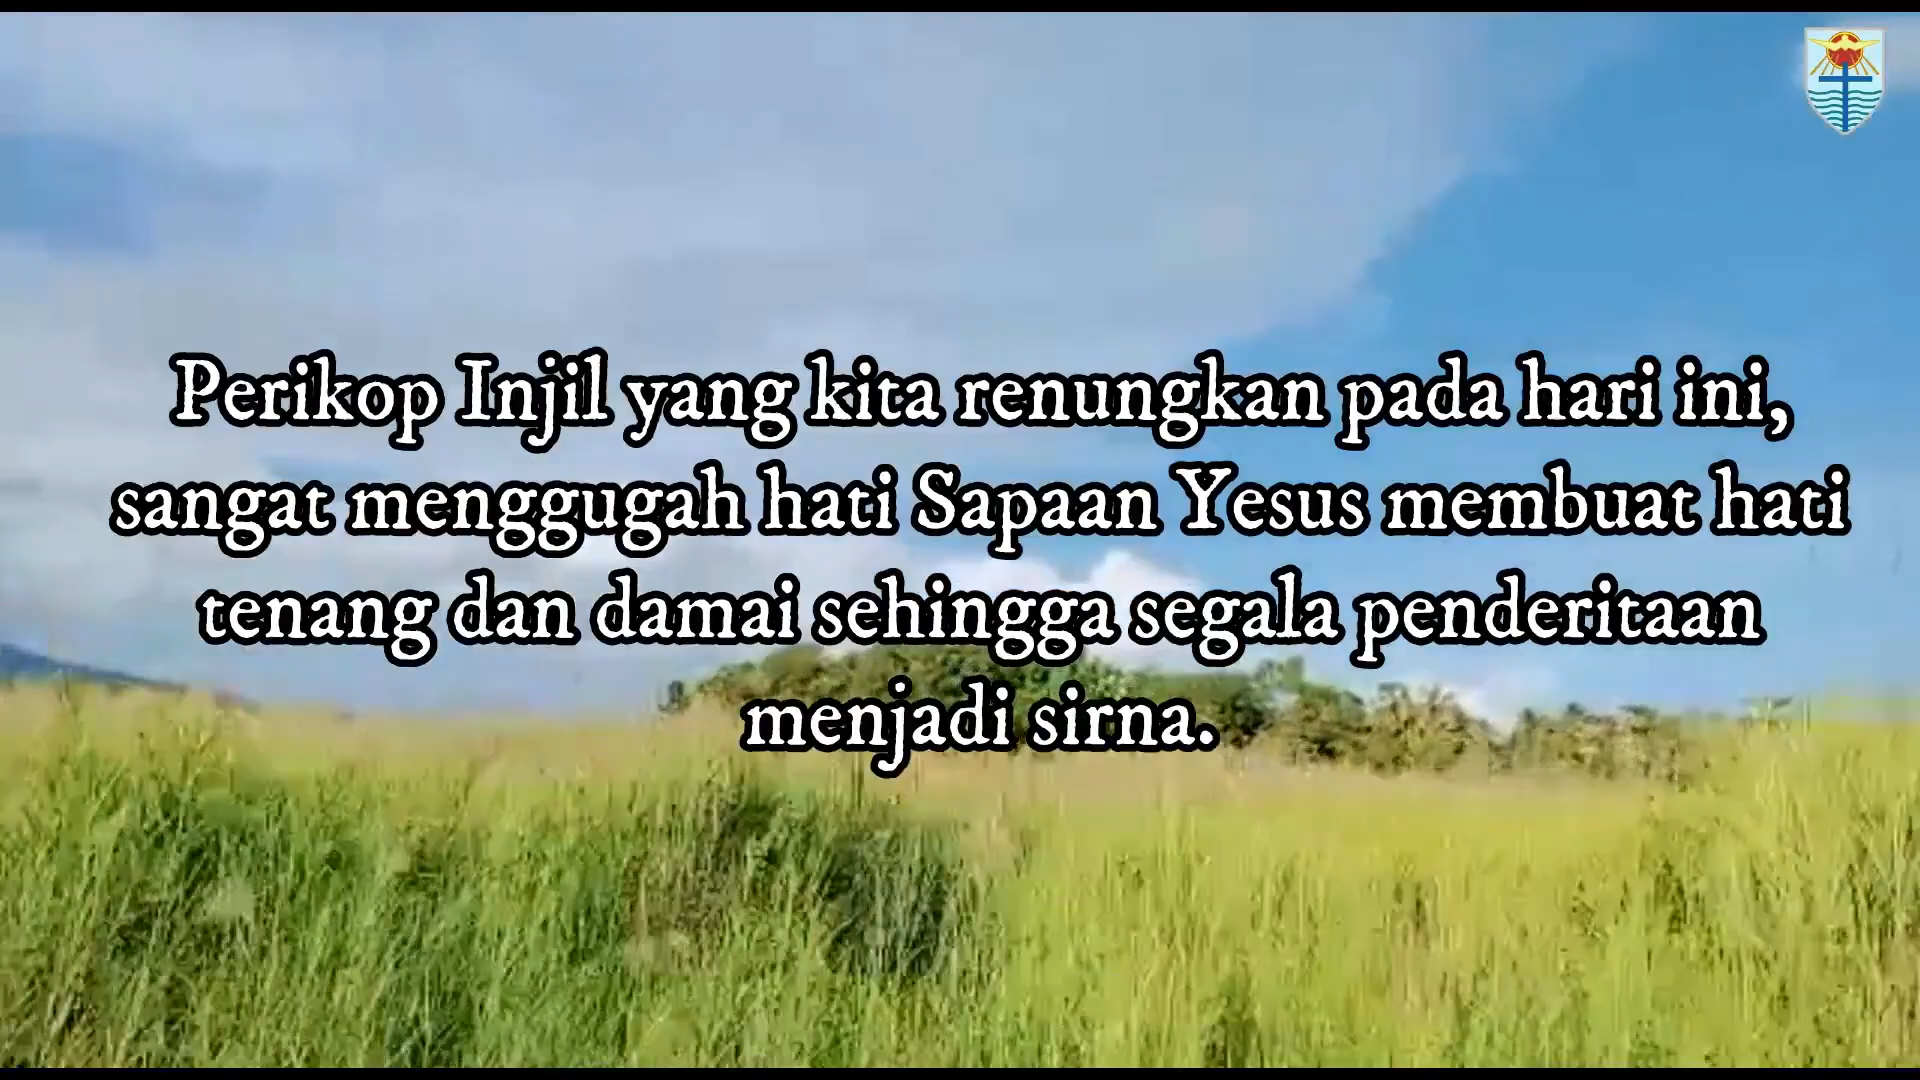 Perikop Injil yang kita renungkan pada hari ini,
sangat menggugah hati Sapaan Yesus membuat hati
tenang dan damai sehingga segala penderitaan
menjadi sirna.